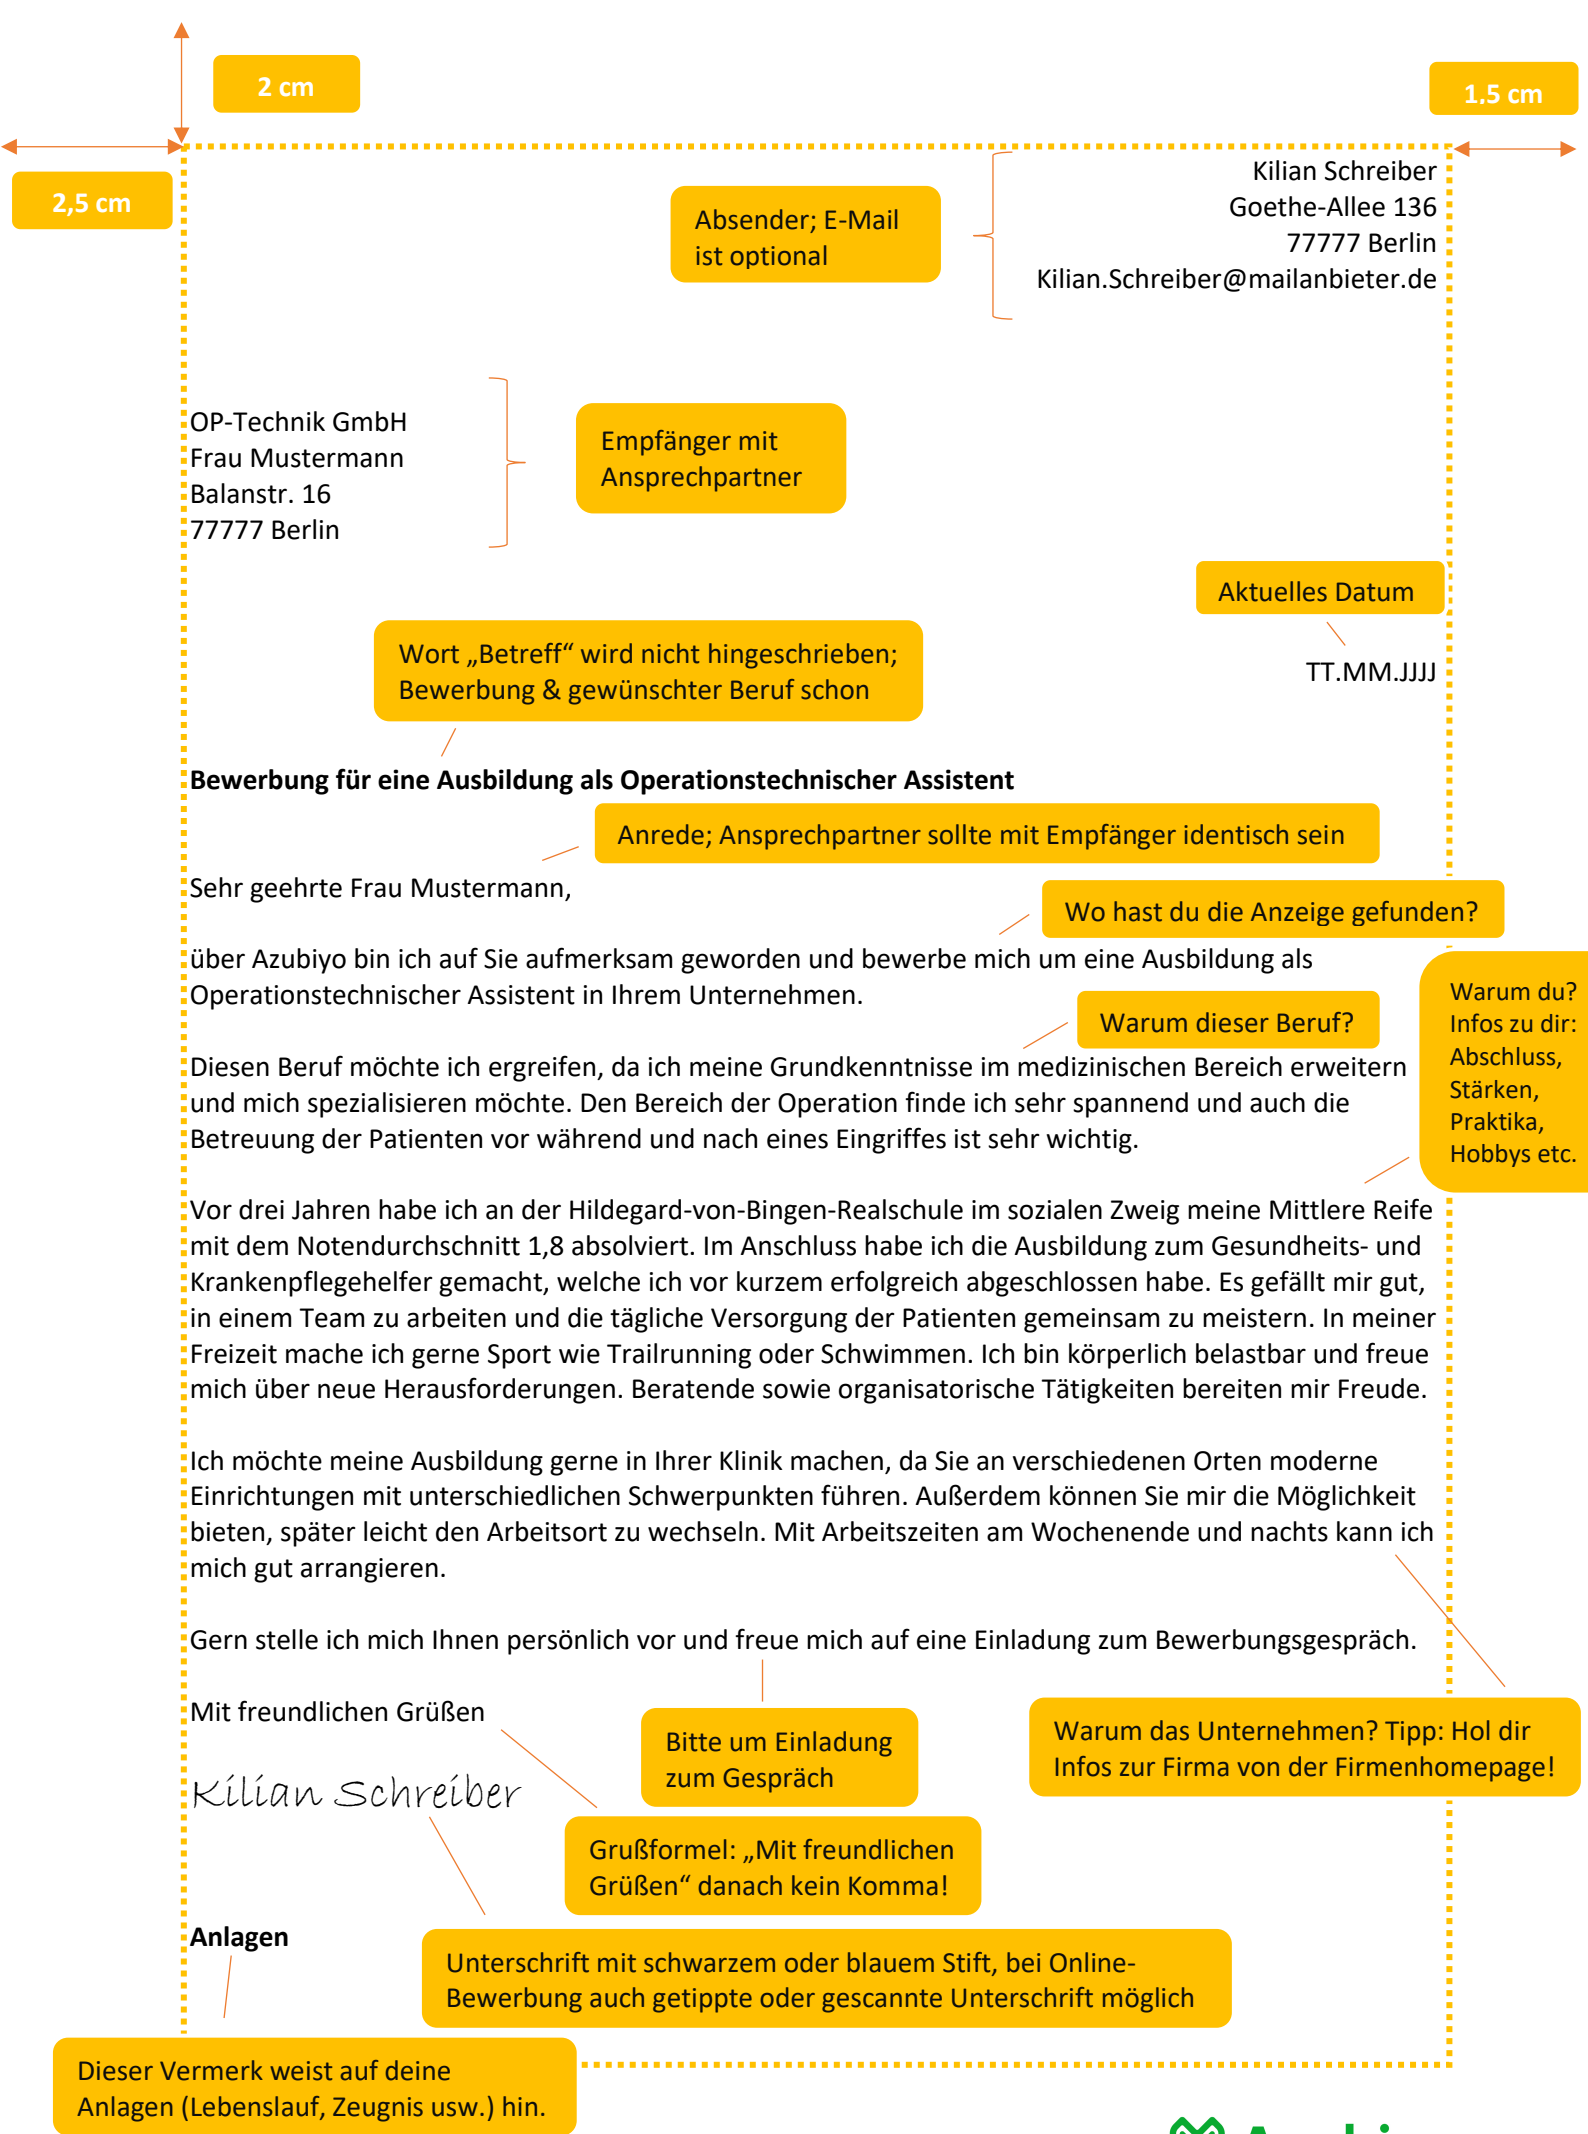 2 cm
1.5 cm
2,5 cm
Kilian Schreiber
Goethe-Allee 136
77777 Berlin
Kilian.Schreiber@mailanbieter.de
Absender; E-Mail
ist optional
OP-Technik GmbH
Frau Mustermann
Balanstr. 16
77777 Berlin
Empfänger mit
Ansprechpartner
Aktuelles Datum
TT.MM.JJJJ
Wort „Betreff“ wird nicht hingeschrieben;
Bewerbung & gewünschter Beruf schon
Bewerbung für eine Ausbildung als Operationstechnischer Assistent
Anrede; Ansprechpartner sollte mit Empfänger identisch sein
Sehr geehrte Frau Mustermann,
Wo hast du die Anzeige gefunden?
über Azubiyo bin ich auf Sie aufmerksam geworden und bewerbe mich um eine Ausbildung als
Operationstechnischer Assistent in Ihrem Unternehmen.
Warum dieser Beruf?
Warum du?
Infos zu dir:
Abschluss,
Stärken,
Praktika,
Hobbys etc.
Diesen Beruf möchte ich ergreifen, da ich meine Grundkenntnisse im medizinischen Bereich erweitern
und mich spezialisieren möchte. Den Bereich der Operation finde ich sehr spannend und auch die
Betreuung der Patienten vor während und nach eines Eingriffes ist sehr wichtig.
Vor drei Jahren habe ich an der Hildegard-von-Bingen-Realschule im sozialen Zweig meine Mittlere Reife
mit dem Notendurchschnitt 1,8 absolviert. Im Anschluss habe ich die Ausbildung zum Gesundheits- und
Krankenpflegehelfer gemacht, welche ich vor kurzem erfolgreich abgeschlossen habe. Es gefällt mir gut,
in einem Team zu arbeiten und die tägliche Versorgung der Patienten gemeinsam zu meistern. In meiner
Freizeit mache ich gerne Sport wie Trailrunning oder Schwimmen. Ich bin körperlich belastbar und freue
mich über neue Herausforderungen. Beratende sowie organisatorische Tätigkeiten bereiten mir Freude.
Ich möchte meine Ausbildung gerne in Ihrer Klinik machen, da Sie an verschiedenen Orten moderne
Einrichtungen mit unterschiedlichen Schwerpunkten führen. Außerdem können Sie mir die Möglichkeit
bieten, später leicht den Arbeitsort zu wechseln. Mit Arbeitszeiten am Wochenende und nachts kann ich
mich gut arrangieren.
Gern stelle ich mich Ihnen persönlich vor und freue mich auf eine Einladung zum Bewerbungsgespräch.
Mit freundlichen Grüßen
Bitte um Einladung
zum Gespräch
Warum das Unternehmen? Tipp: Hol dir
Infos zur Firma von der Firmenhomepage!
Kilian Schreiber
Grußformel: „Mit freundlichen
Grüßen“ danach kein Komma!
Anlagen
Unterschrift mit schwarzem oder blauem Stift, bei Online-
Bewerbung auch getippte oder gescannte Unterschrift möglich
Dieser Vermerk weist auf deine
Anlagen (Lebenslauf, Zeugnis usw.) hin.